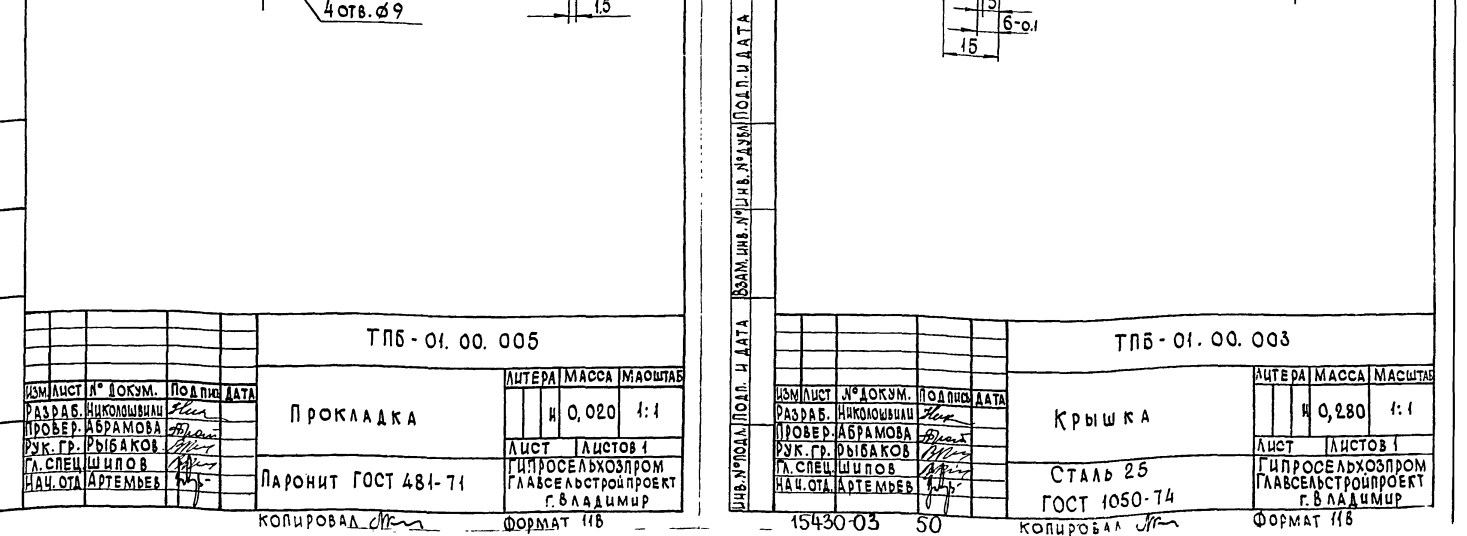 4 отв. ⌀9
1.5
ТПБ-01.00.005
Изм Лист № докум. Подпись Дата
Разраб. Николошвили
Провер. Абрамова
Рук. гр. Рыбаков
Гл. спец. Шипов
Нач. отд. Артемьев
Прокладка
Паронит ГОСТ 481-71
Литера Масса Масштаб
И 0,020 1:1
Лист Листов 1
Гипросельхозпром
Главсельстройпроект
г. Владимир
Копировал
Формат 11в
5
6-0.1
15
Инв. № подл. Подп. и дата Взам. инв. № Инв. № дубл. Подп. и дата
ТПБ-01.00.003
Изм Лист № докум. Подпись Дата
Разраб. Николошвили
Провер. Абрамова
Рук. гр. Рыбаков
Гл. спец. Шипов
Нач. отд. Артемьев
Крышка
Сталь 25
ГОСТ 1050-74
Литера Масса Масштаб
И 0,280 1:1
Лист Листов 1
Гипросельхозпром
Главсельстройпроект
г. Владимир
15430-03 50
Копировал
Формат 11в